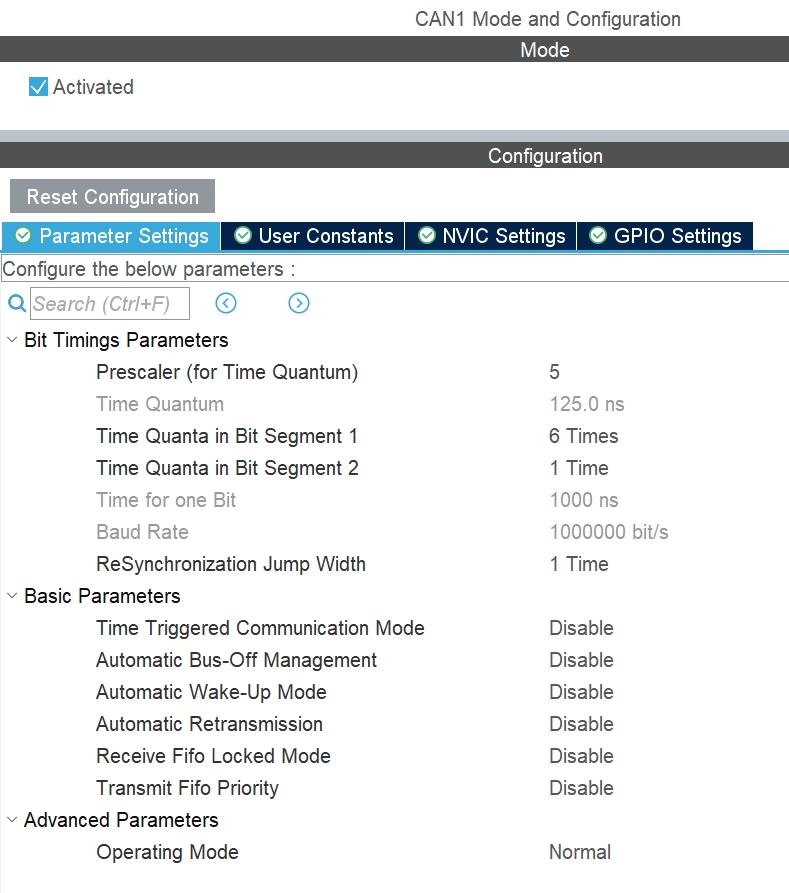 CAN1 Mode and Configuration
Mode
Activated
Configuration
Reset Configuration
Parameter Settings User Constants NVIC Settings GPIO Settings
Configure the below parameters :
Search (Ctrl+F)
Bit Timings Parameters
Prescaler (for Time Quantum) 5
Time Quantum 125.0 ns
Time Quanta in Bit Segment 1 6 Times
Time Quanta in Bit Segment 2 1 Time
Time for one Bit 1000 ns
Baud Rate 1000000 bit/s
ReSynchronization Jump Width 1 Time
Basic Parameters
Time Triggered Communication Mode Disable
Automatic Bus-Off Management Disable
Automatic Wake-Up Mode Disable
Automatic Retransmission Disable
Receive Fifo Locked Mode Disable
Transmit Fifo Priority Disable
Advanced Parameters
Operating Mode Normal